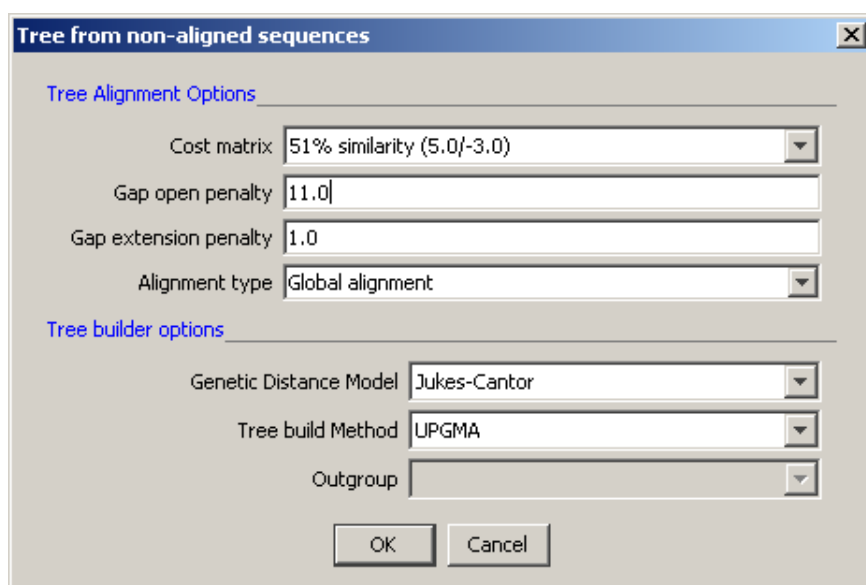 Tree from non-aligned sequences
Tree Alignment Options
Cost matrix 51% similarity (5.0/-3.0)
Gap open penalty 11.0
Gap extension penalty 1.0
Alignment type Global alignment
Tree builder options
Genetic Distance Model Jukes-Cantor
Tree build Method UPGMA
Outgroup
OK Cancel